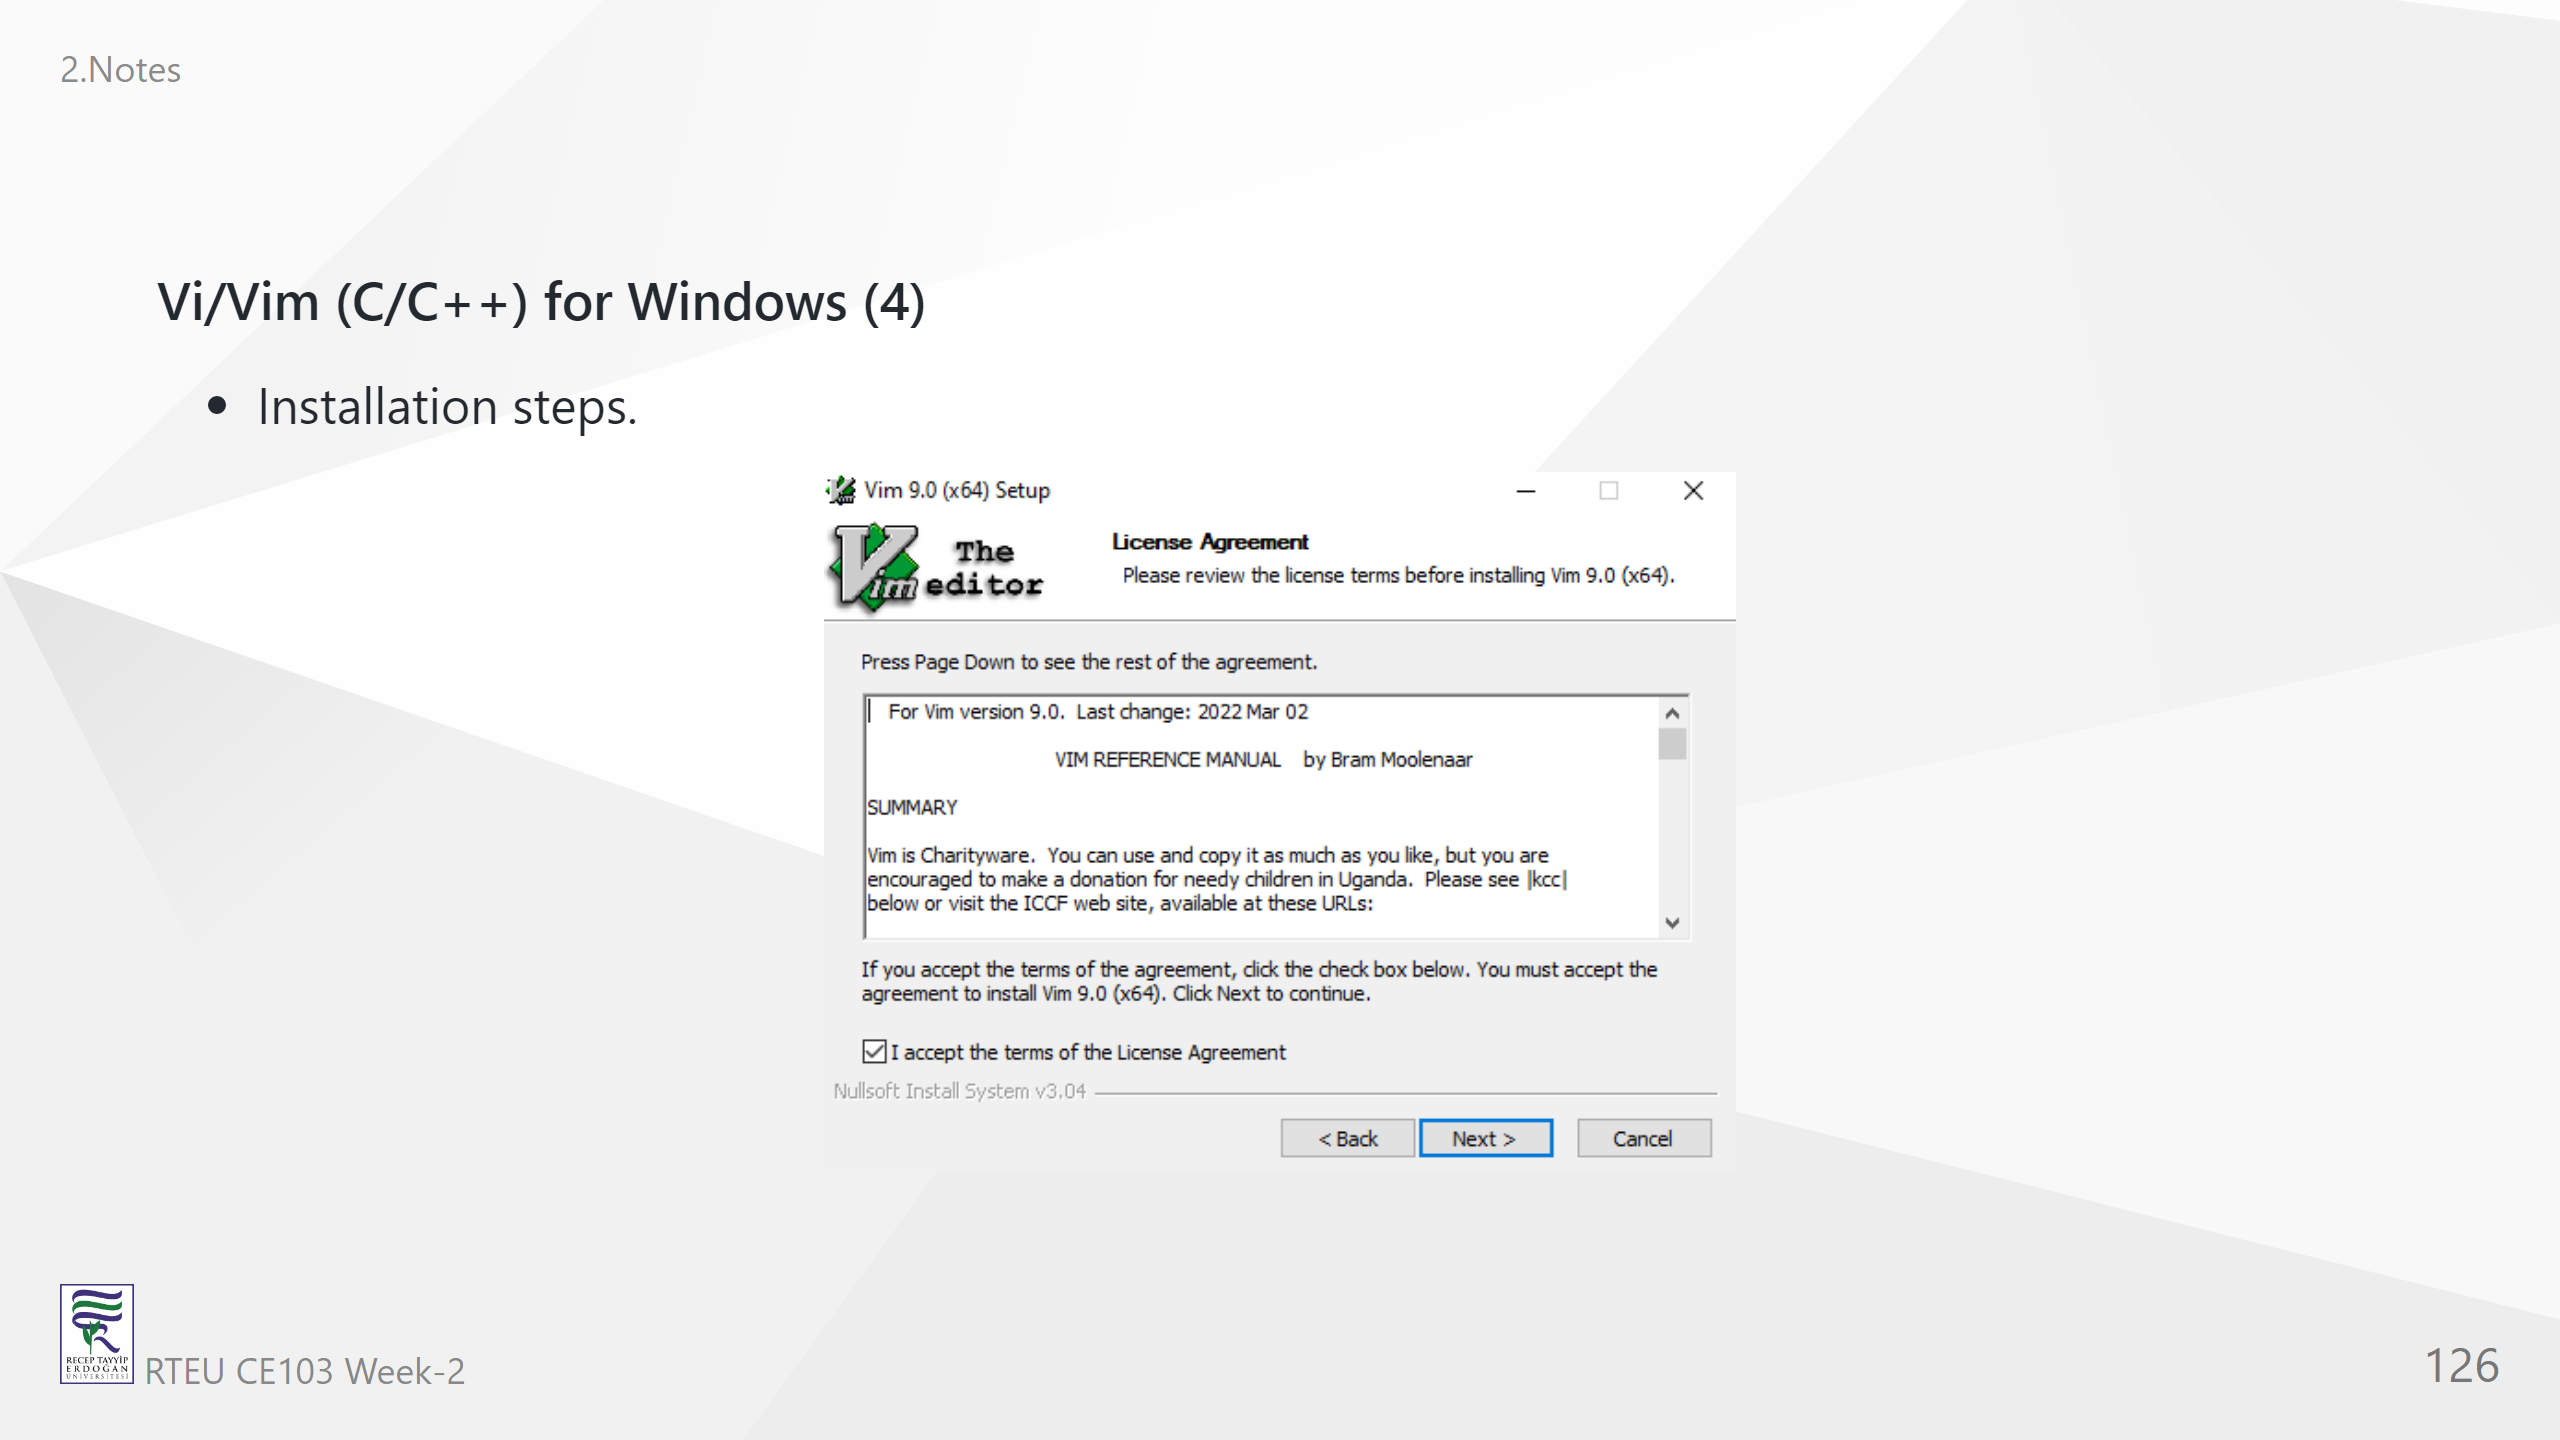 2.Notes
Vi/Vim (C/C++) for Windows (4)
• Installation steps.
Vim 9.0 (x64) Setup
Vim The editor
License Agreement
Please review the license terms before installing Vim 9.0 (x64).
Press Page Down to see the rest of the agreement.
For Vim version 9.0.  Last change: 2022 Mar 02
VIM REFERENCE MANUAL    by Bram Moolenaar
SUMMARY
Vim is Charityware.  You can use and copy it as much as you like, but you are
encouraged to make a donation for needy children in Uganda.  Please see |kcc|
below or visit the ICCF web site, available at these URLs:
If you accept the terms of the agreement, click the check box below. You must accept the
agreement to install Vim 9.0 (x64). Click Next to continue.
I accept the terms of the License Agreement
Nullsoft Install System v3.04
< Back
Next >
Cancel
RECEP TAYYİP
ERDOĞAN
ÜNİVERSİTESİ
RTEU CE103 Week-2
126